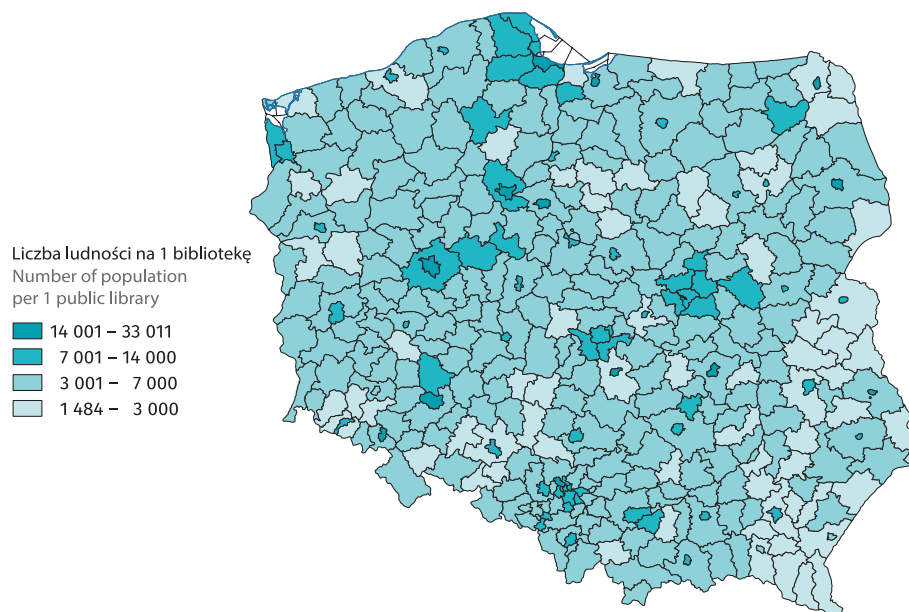 Liczba ludności na 1 bibliotekę
Number of population
per 1 public library
14 001 – 33 011
7 001 – 14 000
3 001 – 7 000
1 484 – 3 000